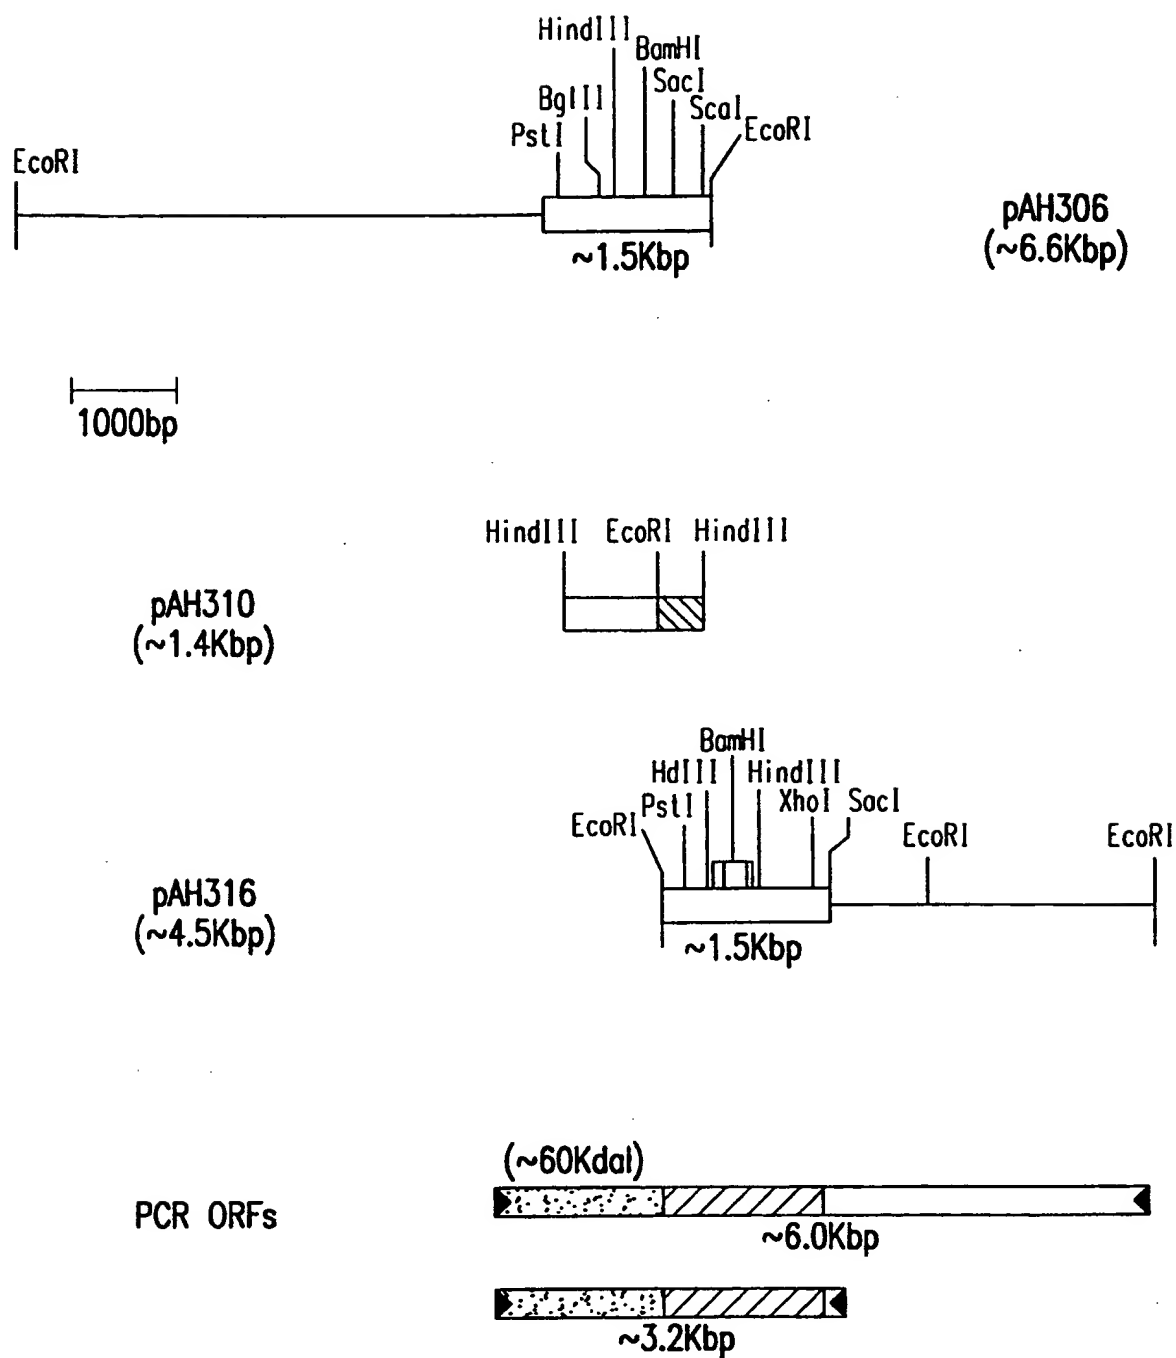 HindIII
BamHI
BglII
SacI
PstI
ScaI
EcoRI
EcoRI
~1.5Kbp
pAH306
(~6.6Kbp)
1000bp
HindIII EcoRI HindIII
pAH310
(~1.4Kbp)
BamHI
HdIII HindIII
PstI XhoI SacI
EcoRI EcoRI EcoRI
pAH316
(~4.5Kbp)
~1.5Kbp
(~60Kdal)
PCR ORFs
~6.0Kbp
~3.2Kbp